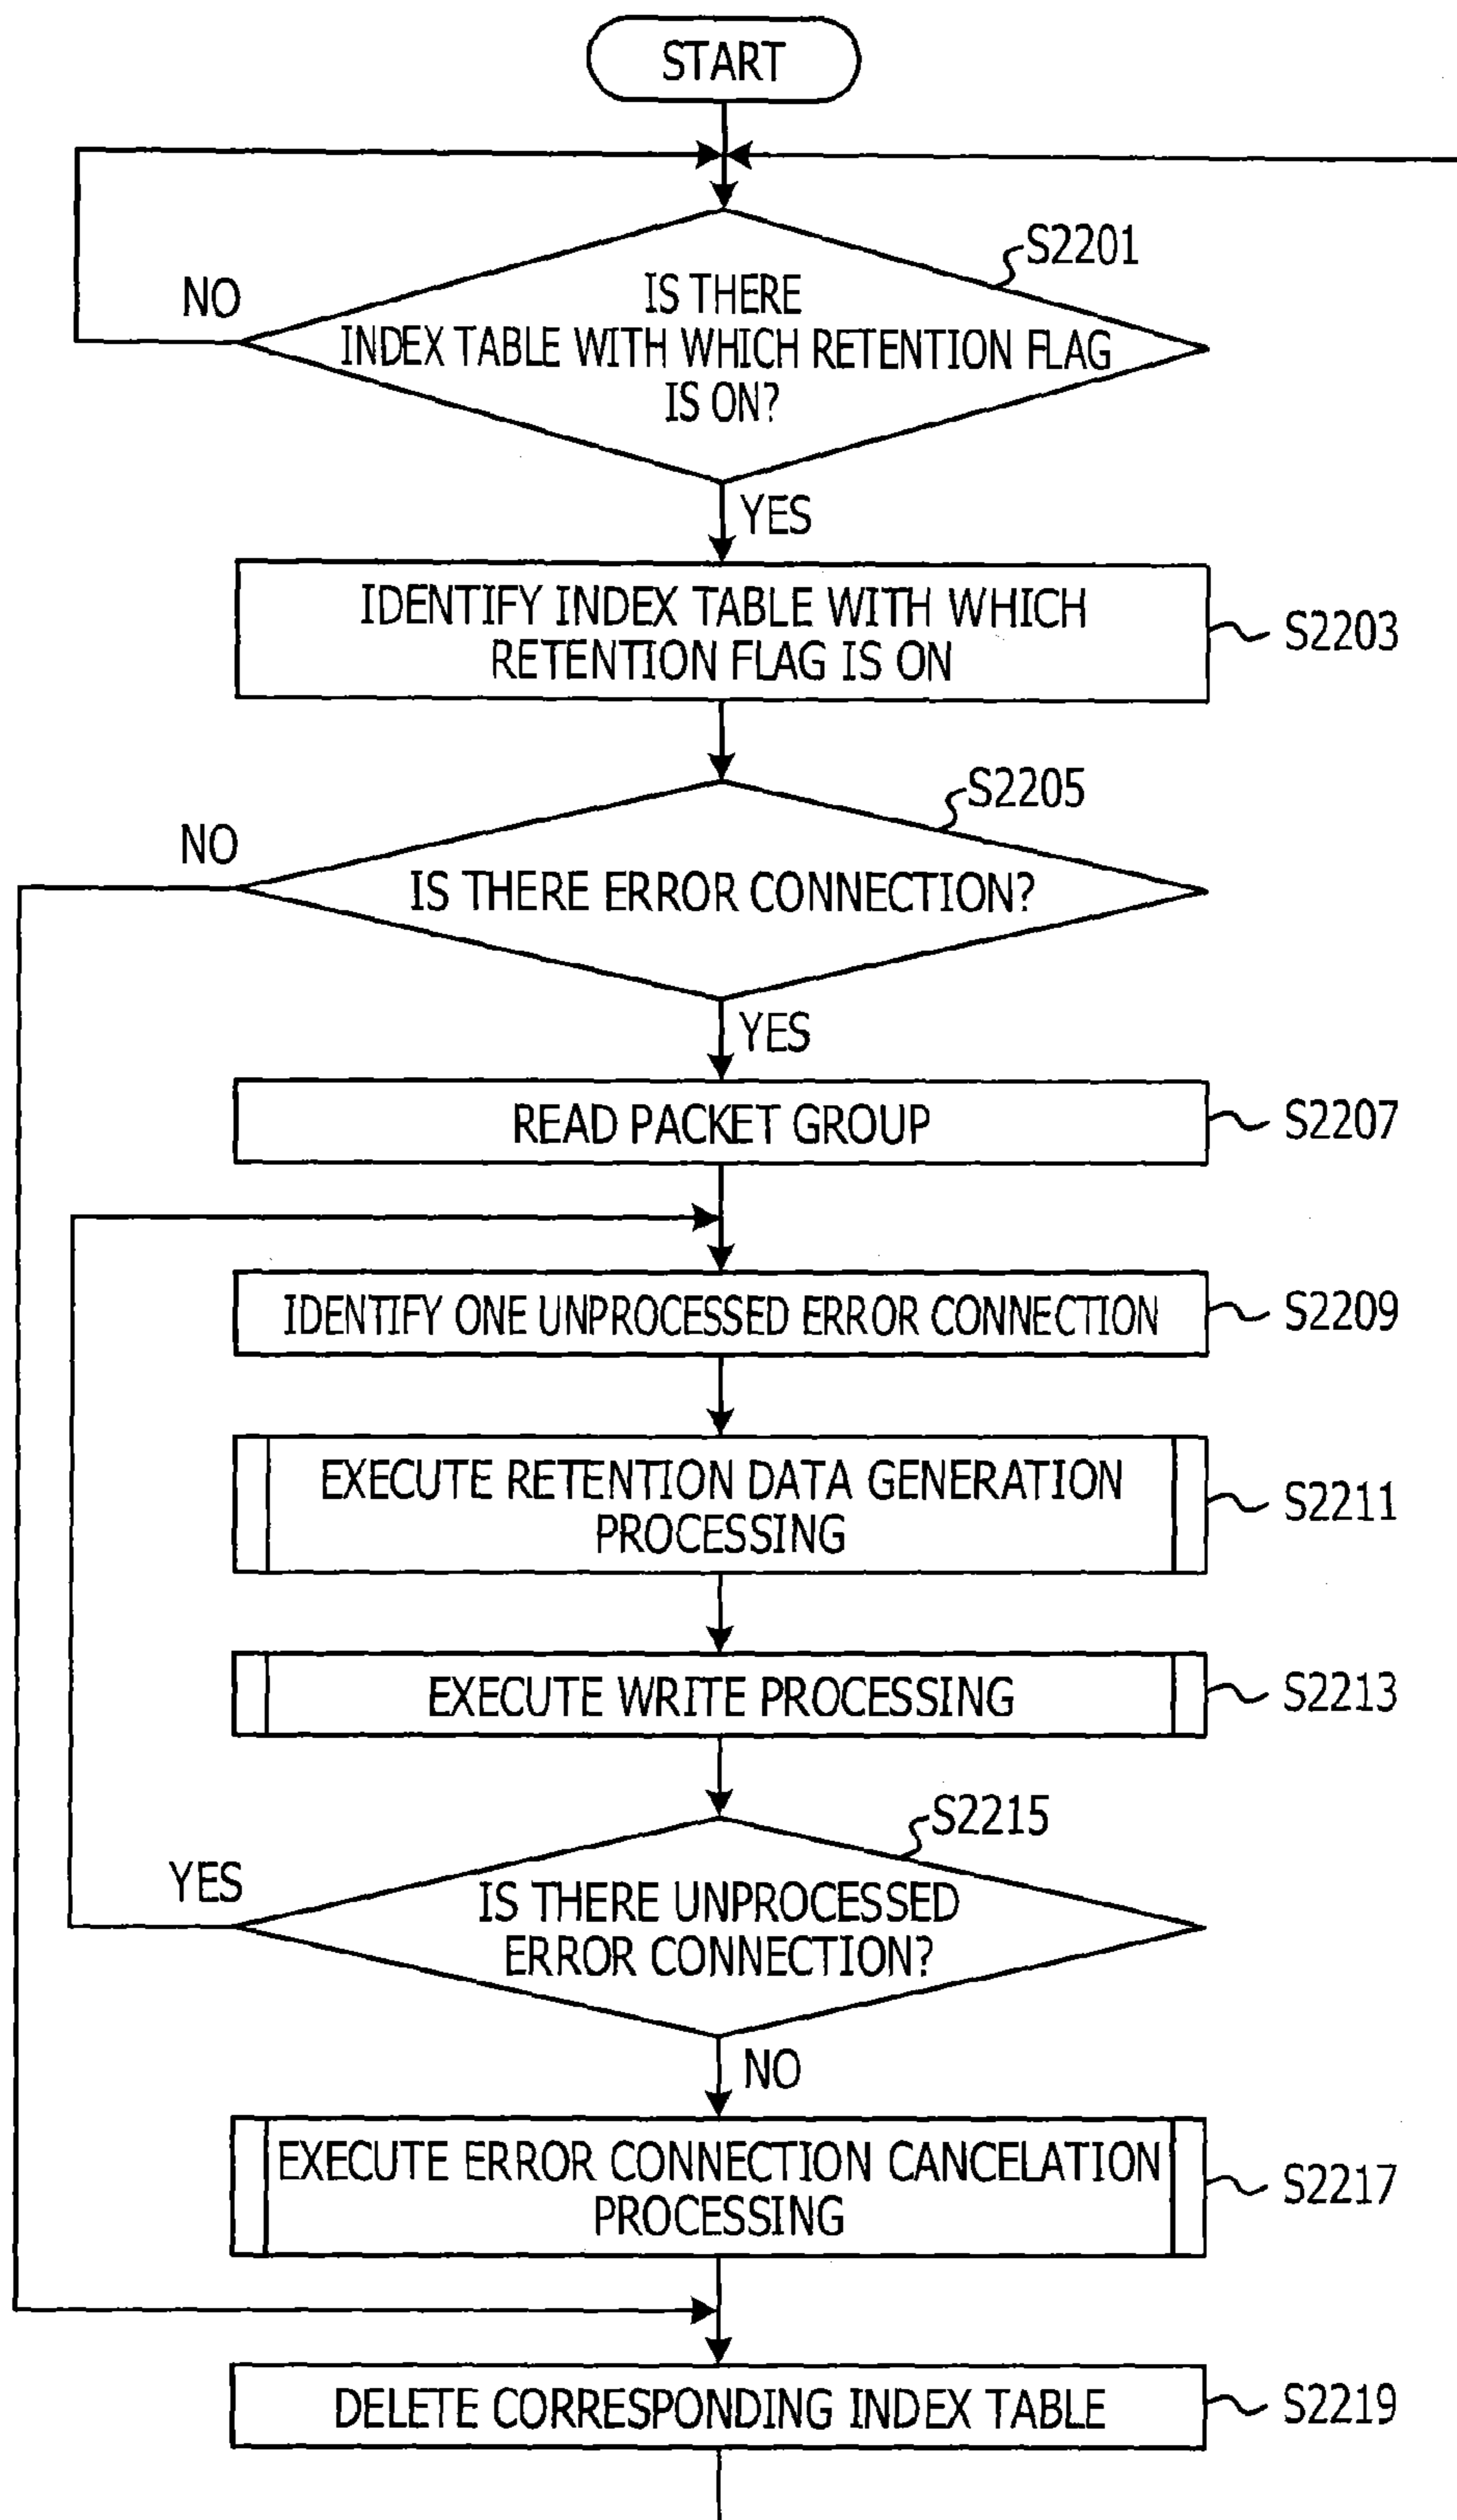 START
S2201
NO
IS THERE
INDEX TABLE WITH WHICH RETENTION FLAG
IS ON?
YES
IDENTIFY INDEX TABLE WITH WHICH
RETENTION FLAG IS ON
S2203
S2205
NO
IS THERE ERROR CONNECTION?
YES
READ PACKET GROUP
S2207
IDENTIFY ONE UNPROCESSED ERROR CONNECTION
S2209
EXECUTE RETENTION DATA GENERATION
PROCESSING
S2211
EXECUTE WRITE PROCESSING
S2213
S2215
YES
IS THERE UNPROCESSED
ERROR CONNECTION?
NO
EXECUTE ERROR CONNECTION CANCELATION
PROCESSING
S2217
DELETE CORRESPONDING INDEX TABLE
S2219